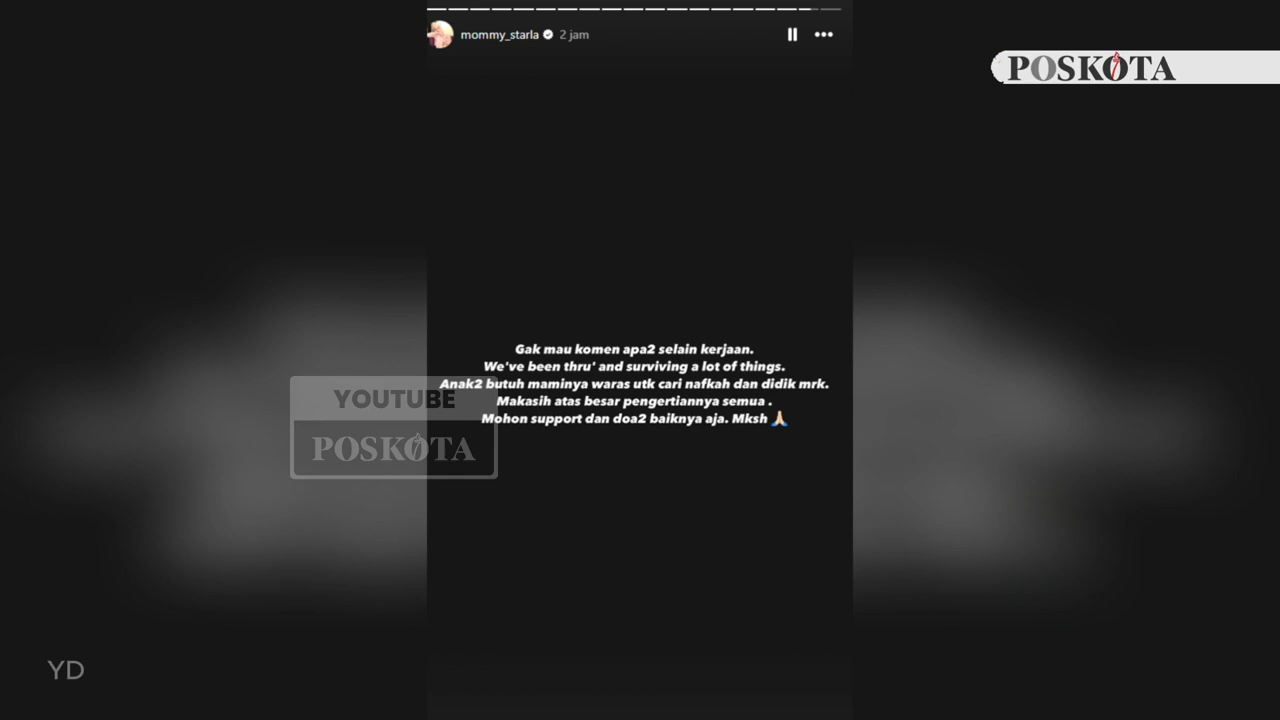 mommy_starla 2 jam
POSKOTA
Gak mau komen apa2 selain kerjaan.
We've been thru' and surviving a lot of things.
Anak2 butuh maminya waras utk cari nafkah dan didik mrk.
Makasih atas besar pengertiannya semua .
Mohon support dan doa2 baiknya aja. Mksh 🙏🏻
YOUTUBE
POSKOTA
YD